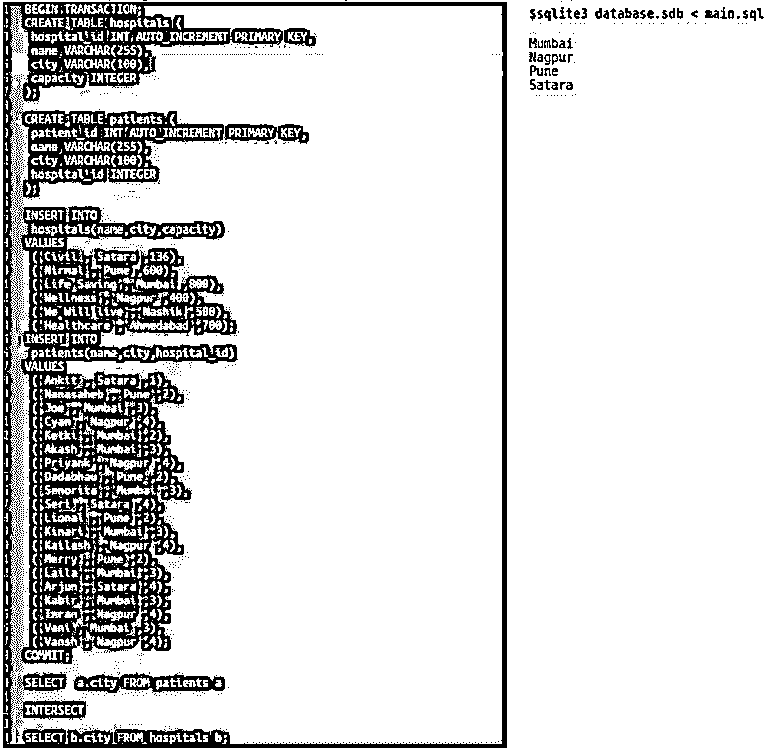 BEGIN TRANSACTION;
CREATE TABLE hospitals (
hospital_id INT AUTO_INCREMENT PRIMARY KEY,
name VARCHAR(255),
city VARCHAR(100),
capacity INTEGER
);
CREATE TABLE patients (
patient_id INT AUTO_INCREMENT PRIMARY KEY,
name VARCHAR(255),
city VARCHAR(100),
hospital_id INTEGER
);
INSERT INTO
hospitals(name,city,capacity)
VALUES
('Civil', 'Satara',136),
('Nirmal','Pune',600),
('Life Saving','Mumbai',800),
('Wellness','Nagpur',400),
('We Will live','Nashik',500),
('Healthcare','Ahmedabad',700);
INSERT INTO
patients(name,city,hospital_id)
VALUES
('Ankit','Satara',1),
('Nanasaheb','Pune',2),
('Joe','Mumbai',3),
('Cyan','Nagpur',4),
('Ketki','Mumbai',2),
('Akash','Mumbai',3),
('Priyank','Nagpur',4),
('Dadabhau','Pune',2),
('Senorita','Mumbai',3),
('Seri','Satara',4),
('Lional','Pune',2),
('Kinari','Mumbai',3),
('Kailash','Nagpur',4),
('Merry','Pune',2),
('Laila','Mumbai',3),
('Arjun','Satara',4),
('Kabir','Mumbai',3),
('Imran','Nagpur',4),
('Vani','Mumbai',3),
('Vansh','Nagpur',4);
COMMIT;
SELECT a.city FROM patients a
INTERSECT
SELECT b.city FROM hospitals b;
$sqlite3 database.sdb < main.sql
Mumbai
Nagpur
Pune
Satara